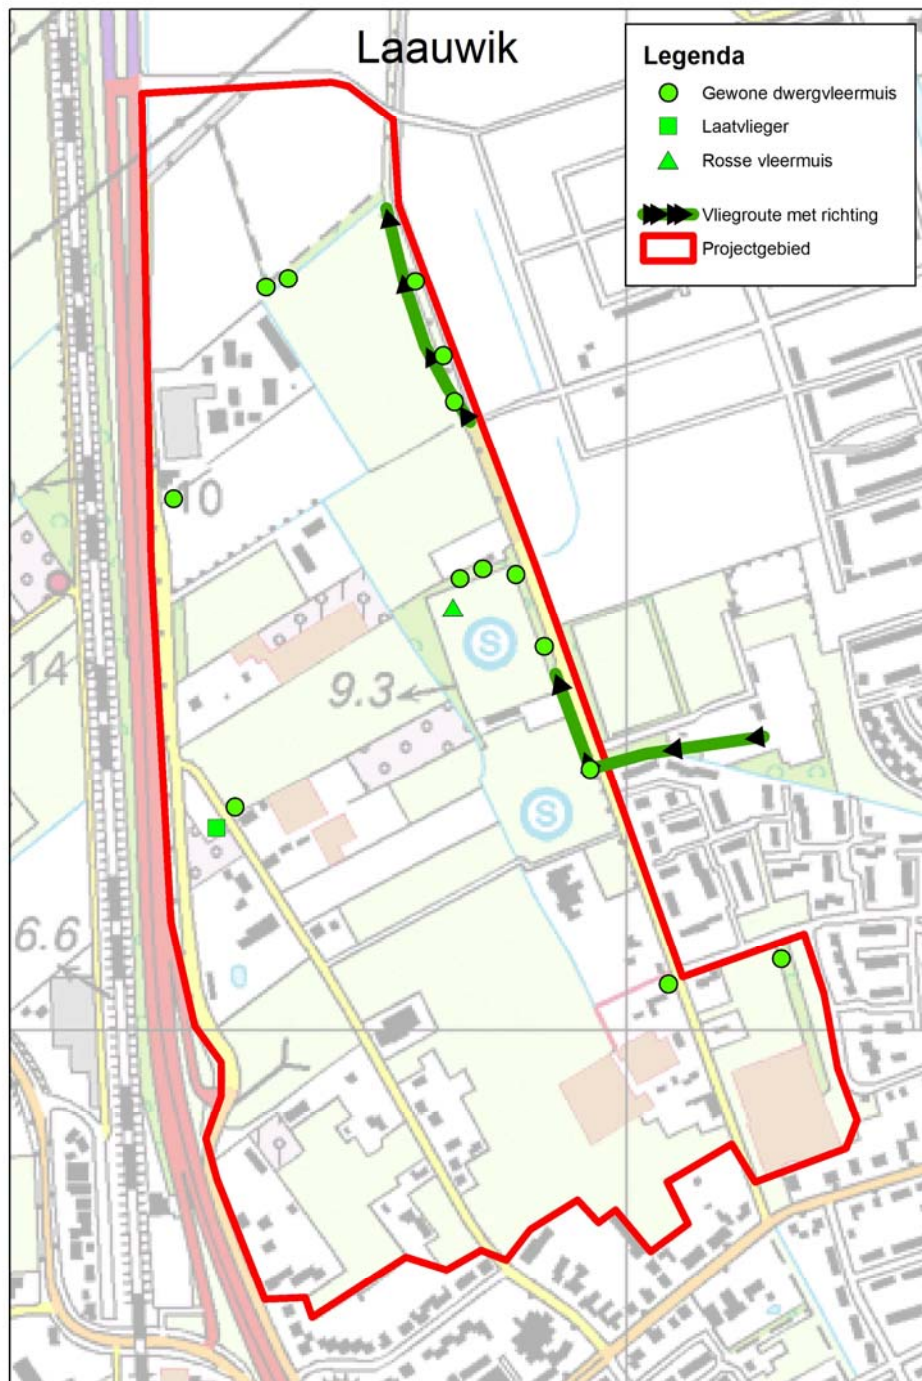 Laauwik
Legenda
Gewone dwergvleermuis
Laatvlieger
Rosse vleermuis
Vliegroute met richting
Projectgebied
10
S
14
9.3
S
6.6